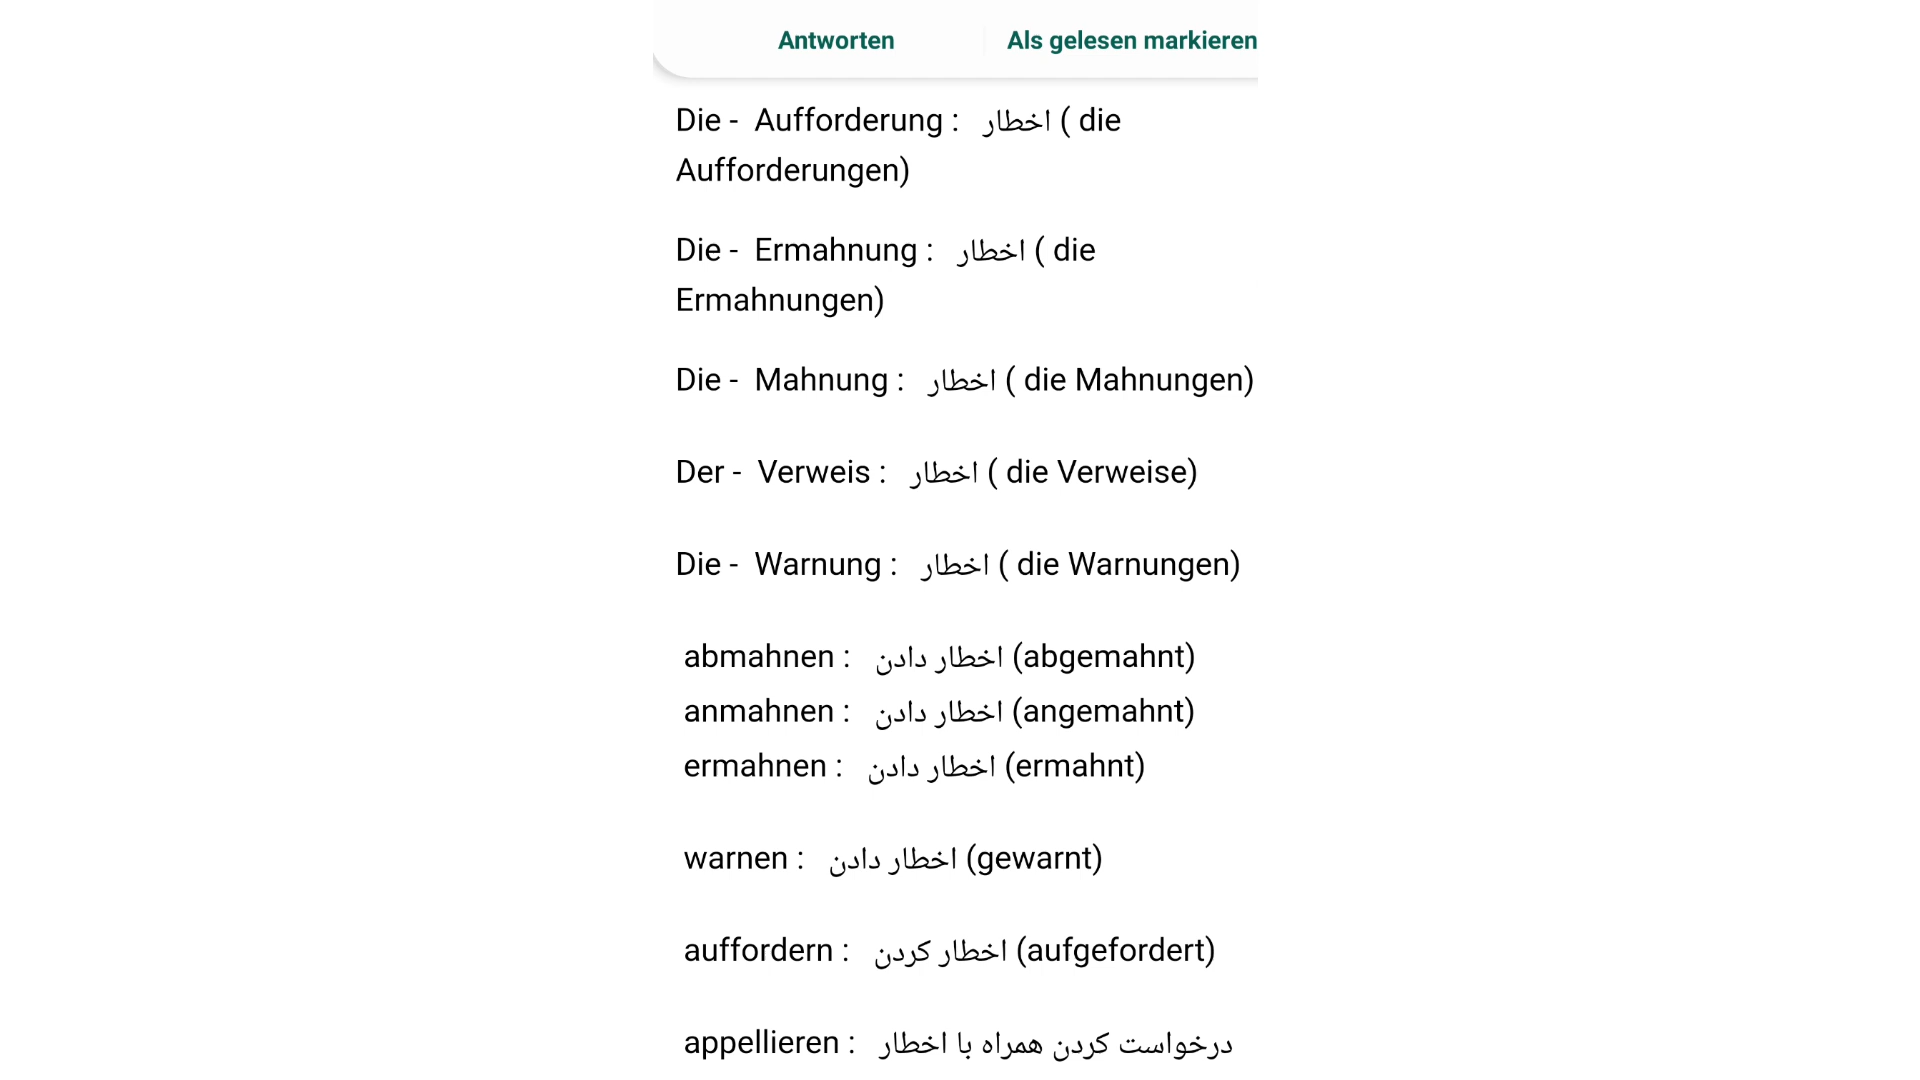 Antworten Als gelesen markieren
Die - Aufforderung : اخطار ( die
Aufforderungen)
Die - Ermahnung : اخطار ( die
Ermahnungen)
Die - Mahnung : اخطار ( die Mahnungen)
Der - Verweis : اخطار ( die Verweise)
Die - Warnung : اخطار ( die Warnungen)
abmahnen : اخطار دادن (abgemahnt)
anmahnen : اخطار دادن (angemahnt)
ermahnen : اخطار دادن (ermahnt)
warnen : اخطار دادن (gewarnt)
auffordern : اخطار کردن (aufgefordert)
appellieren : درخواست کردن همراه با اخطار